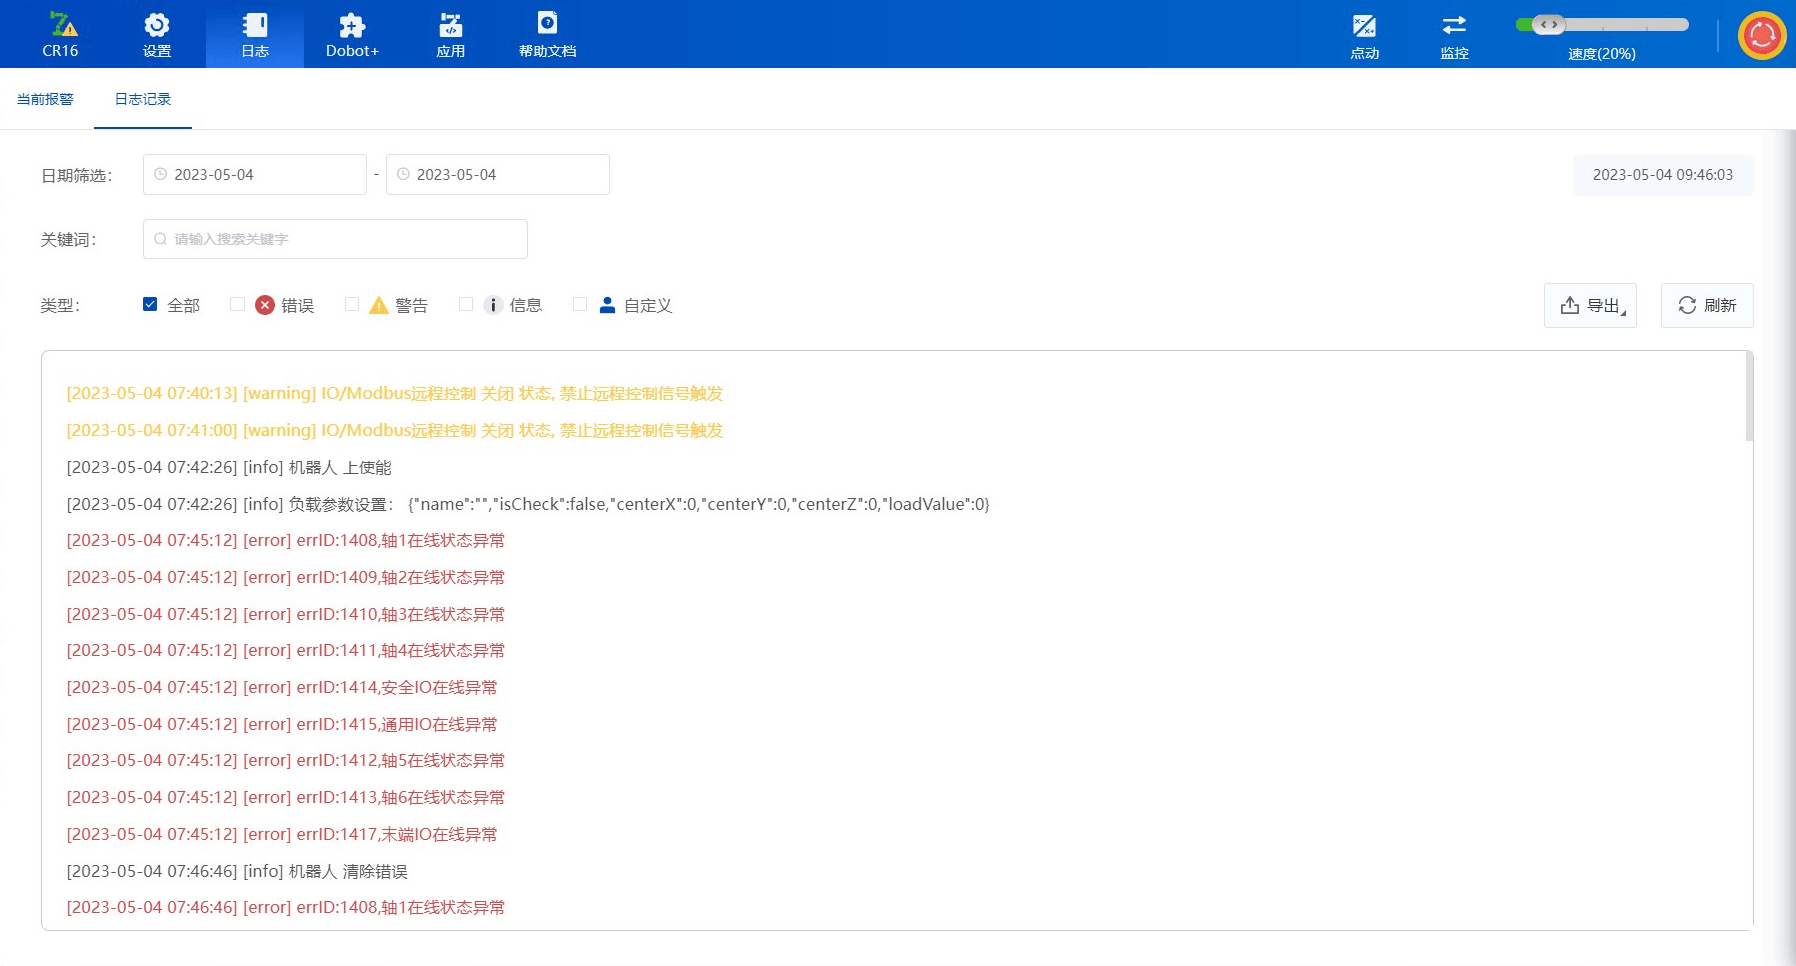 CR16 设置 日志 Dobot+ 应用 帮助文档 点动 监控 速度(20%)
当前报警 日志记录
日期筛选： 2023-05-04 - 2023-05-04 2023-05-04 09:46:03
关键词： 请输入搜索关键字
类型： 全部 错误 警告 信息 自定义 导出 刷新
[2023-05-04 07:40:13] [warning] IO/Modbus远程控制 关闭 状态, 禁止远程控制信号触发
[2023-05-04 07:41:00] [warning] IO/Modbus远程控制 关闭 状态, 禁止远程控制信号触发
[2023-05-04 07:42:26] [info] 机器人 上使能
[2023-05-04 07:42:26] [info] 负载参数设置： {"name":"","isCheck":false,"centerX":0,"centerY":0,"centerZ":0,"loadValue":0}
[2023-05-04 07:45:12] [error] errID:1408,轴1在线状态异常
[2023-05-04 07:45:12] [error] errID:1409,轴2在线状态异常
[2023-05-04 07:45:12] [error] errID:1410,轴3在线状态异常
[2023-05-04 07:45:12] [error] errID:1411,轴4在线状态异常
[2023-05-04 07:45:12] [error] errID:1414,安全IO在线异常
[2023-05-04 07:45:12] [error] errID:1415,通用IO在线异常
[2023-05-04 07:45:12] [error] errID:1412,轴5在线状态异常
[2023-05-04 07:45:12] [error] errID:1413,轴6在线状态异常
[2023-05-04 07:45:12] [error] errID:1417,末端IO在线异常
[2023-05-04 07:46:46] [info] 机器人 清除错误
[2023-05-04 07:46:46] [error] errID:1408,轴1在线状态异常